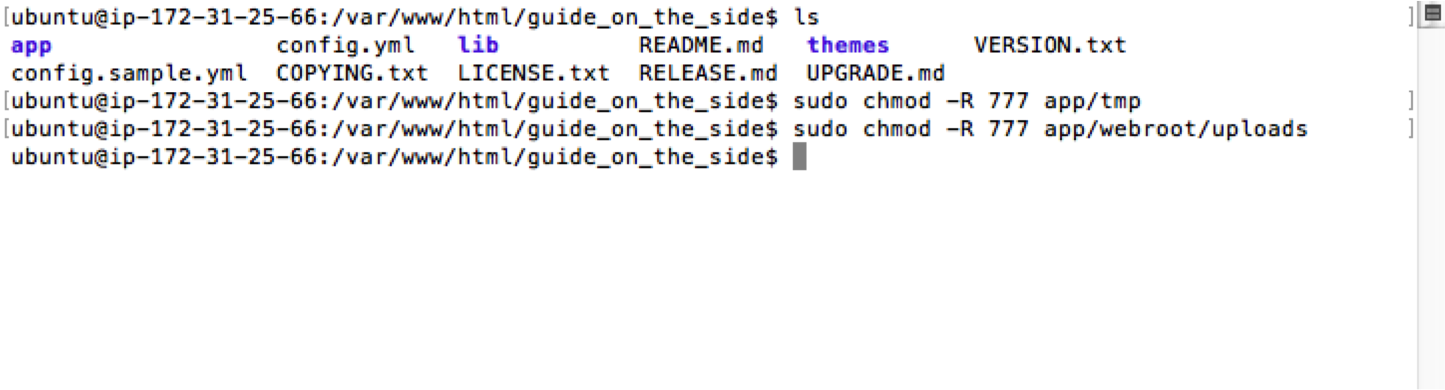 [ubuntu@ip-172-31-25-66:/var/www/html/guide_on_the_side$ ls ]
app config.yml lib README.md themes VERSION.txt
config.sample.yml COPYING.txt LICENSE.txt RELEASE.md UPGRADE.md
[ubuntu@ip-172-31-25-66:/var/www/html/guide_on_the_side$ sudo chmod -R 777 app/tmp ]
[ubuntu@ip-172-31-25-66:/var/www/html/guide_on_the_side$ sudo chmod -R 777 app/webroot/uploads ]
ubuntu@ip-172-31-25-66:/var/www/html/guide_on_the_side$